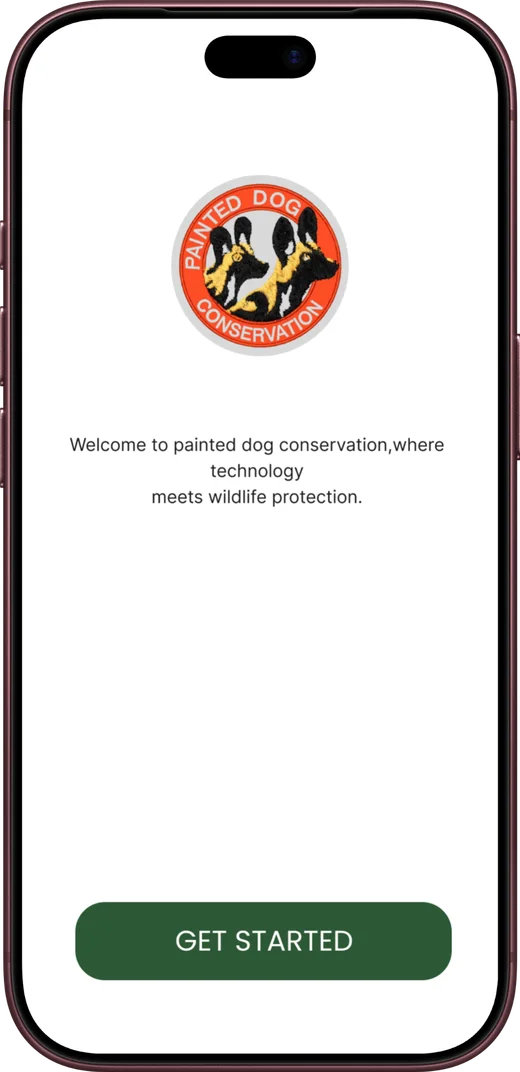 PAINTED DOG
CONSERVATION
Welcome to painted dog conservation,where
technology
meets wildlife protection.
GET STARTED